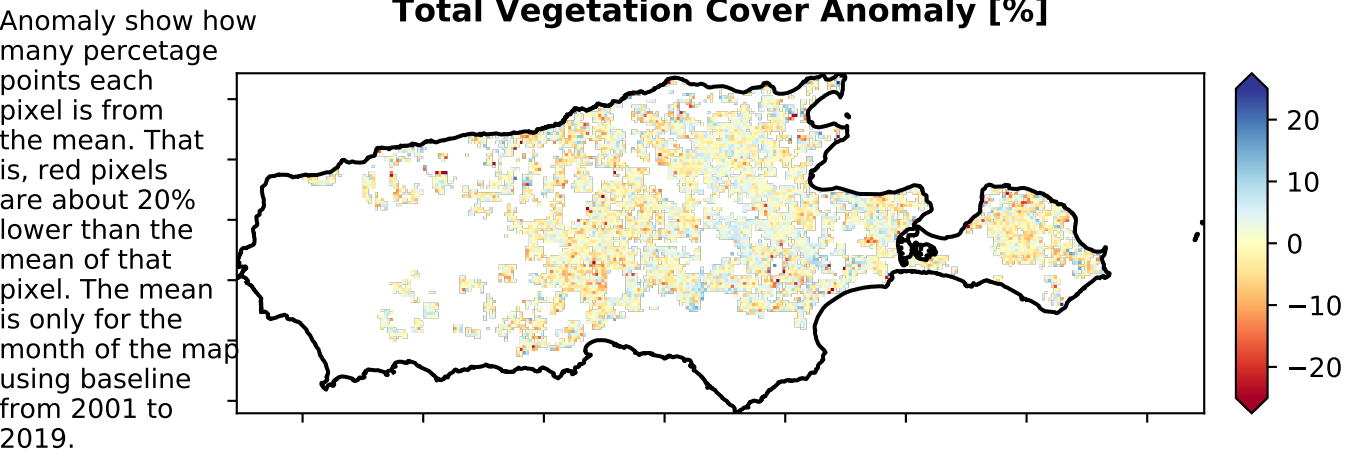 Total Vegetation Cover Anomaly [%]
Anomaly show how
many percetage
points each
pixel is from
the mean. That
is, red pixels
are about 20%
lower than the
mean of that
pixel. The mean
is only for the
month of the map
using baseline
from 2001 to
2019.
20
10
0
−10
−20